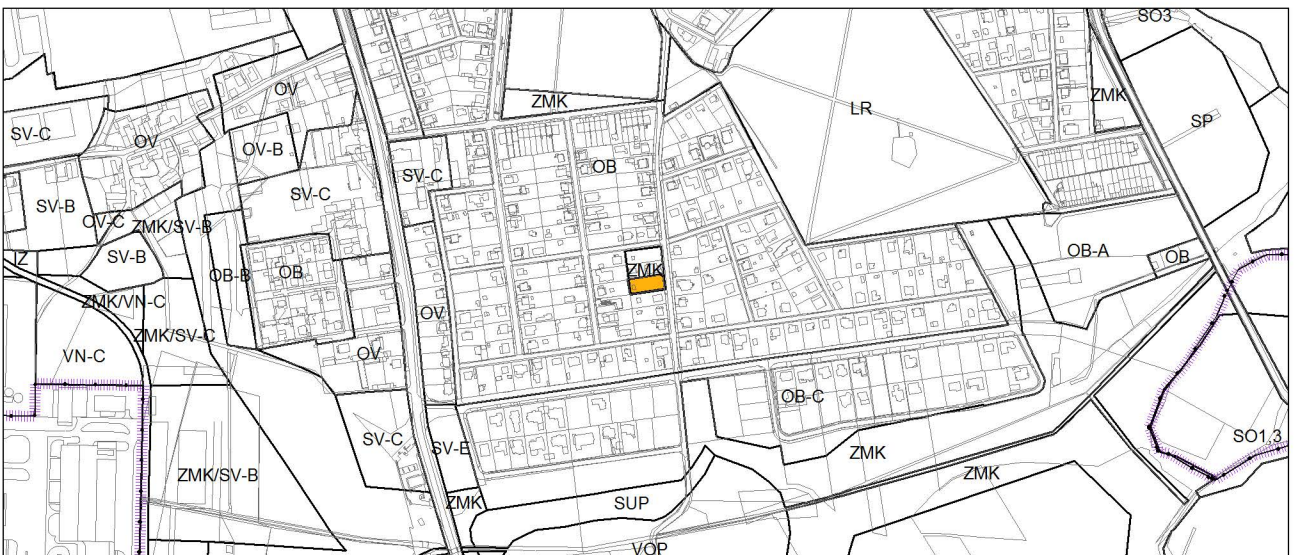 SO3
OV
ZMK
ZMK
LR
SV-C
OV
SP
OV-B
OB
SV-C
SV-C
SV-B
OV-C
ZMK/SV-B
SV-B
OB-A
OB
IZ
OB-B
OB
ZMK
ZMK/VN-C
OV
ZMK/SV-C
VN-C
OV
OB-C
SV-C
SV-E
SO1,3
ZMK
ZMK/SV-B
ZMK
ZMK
SUP
VOP